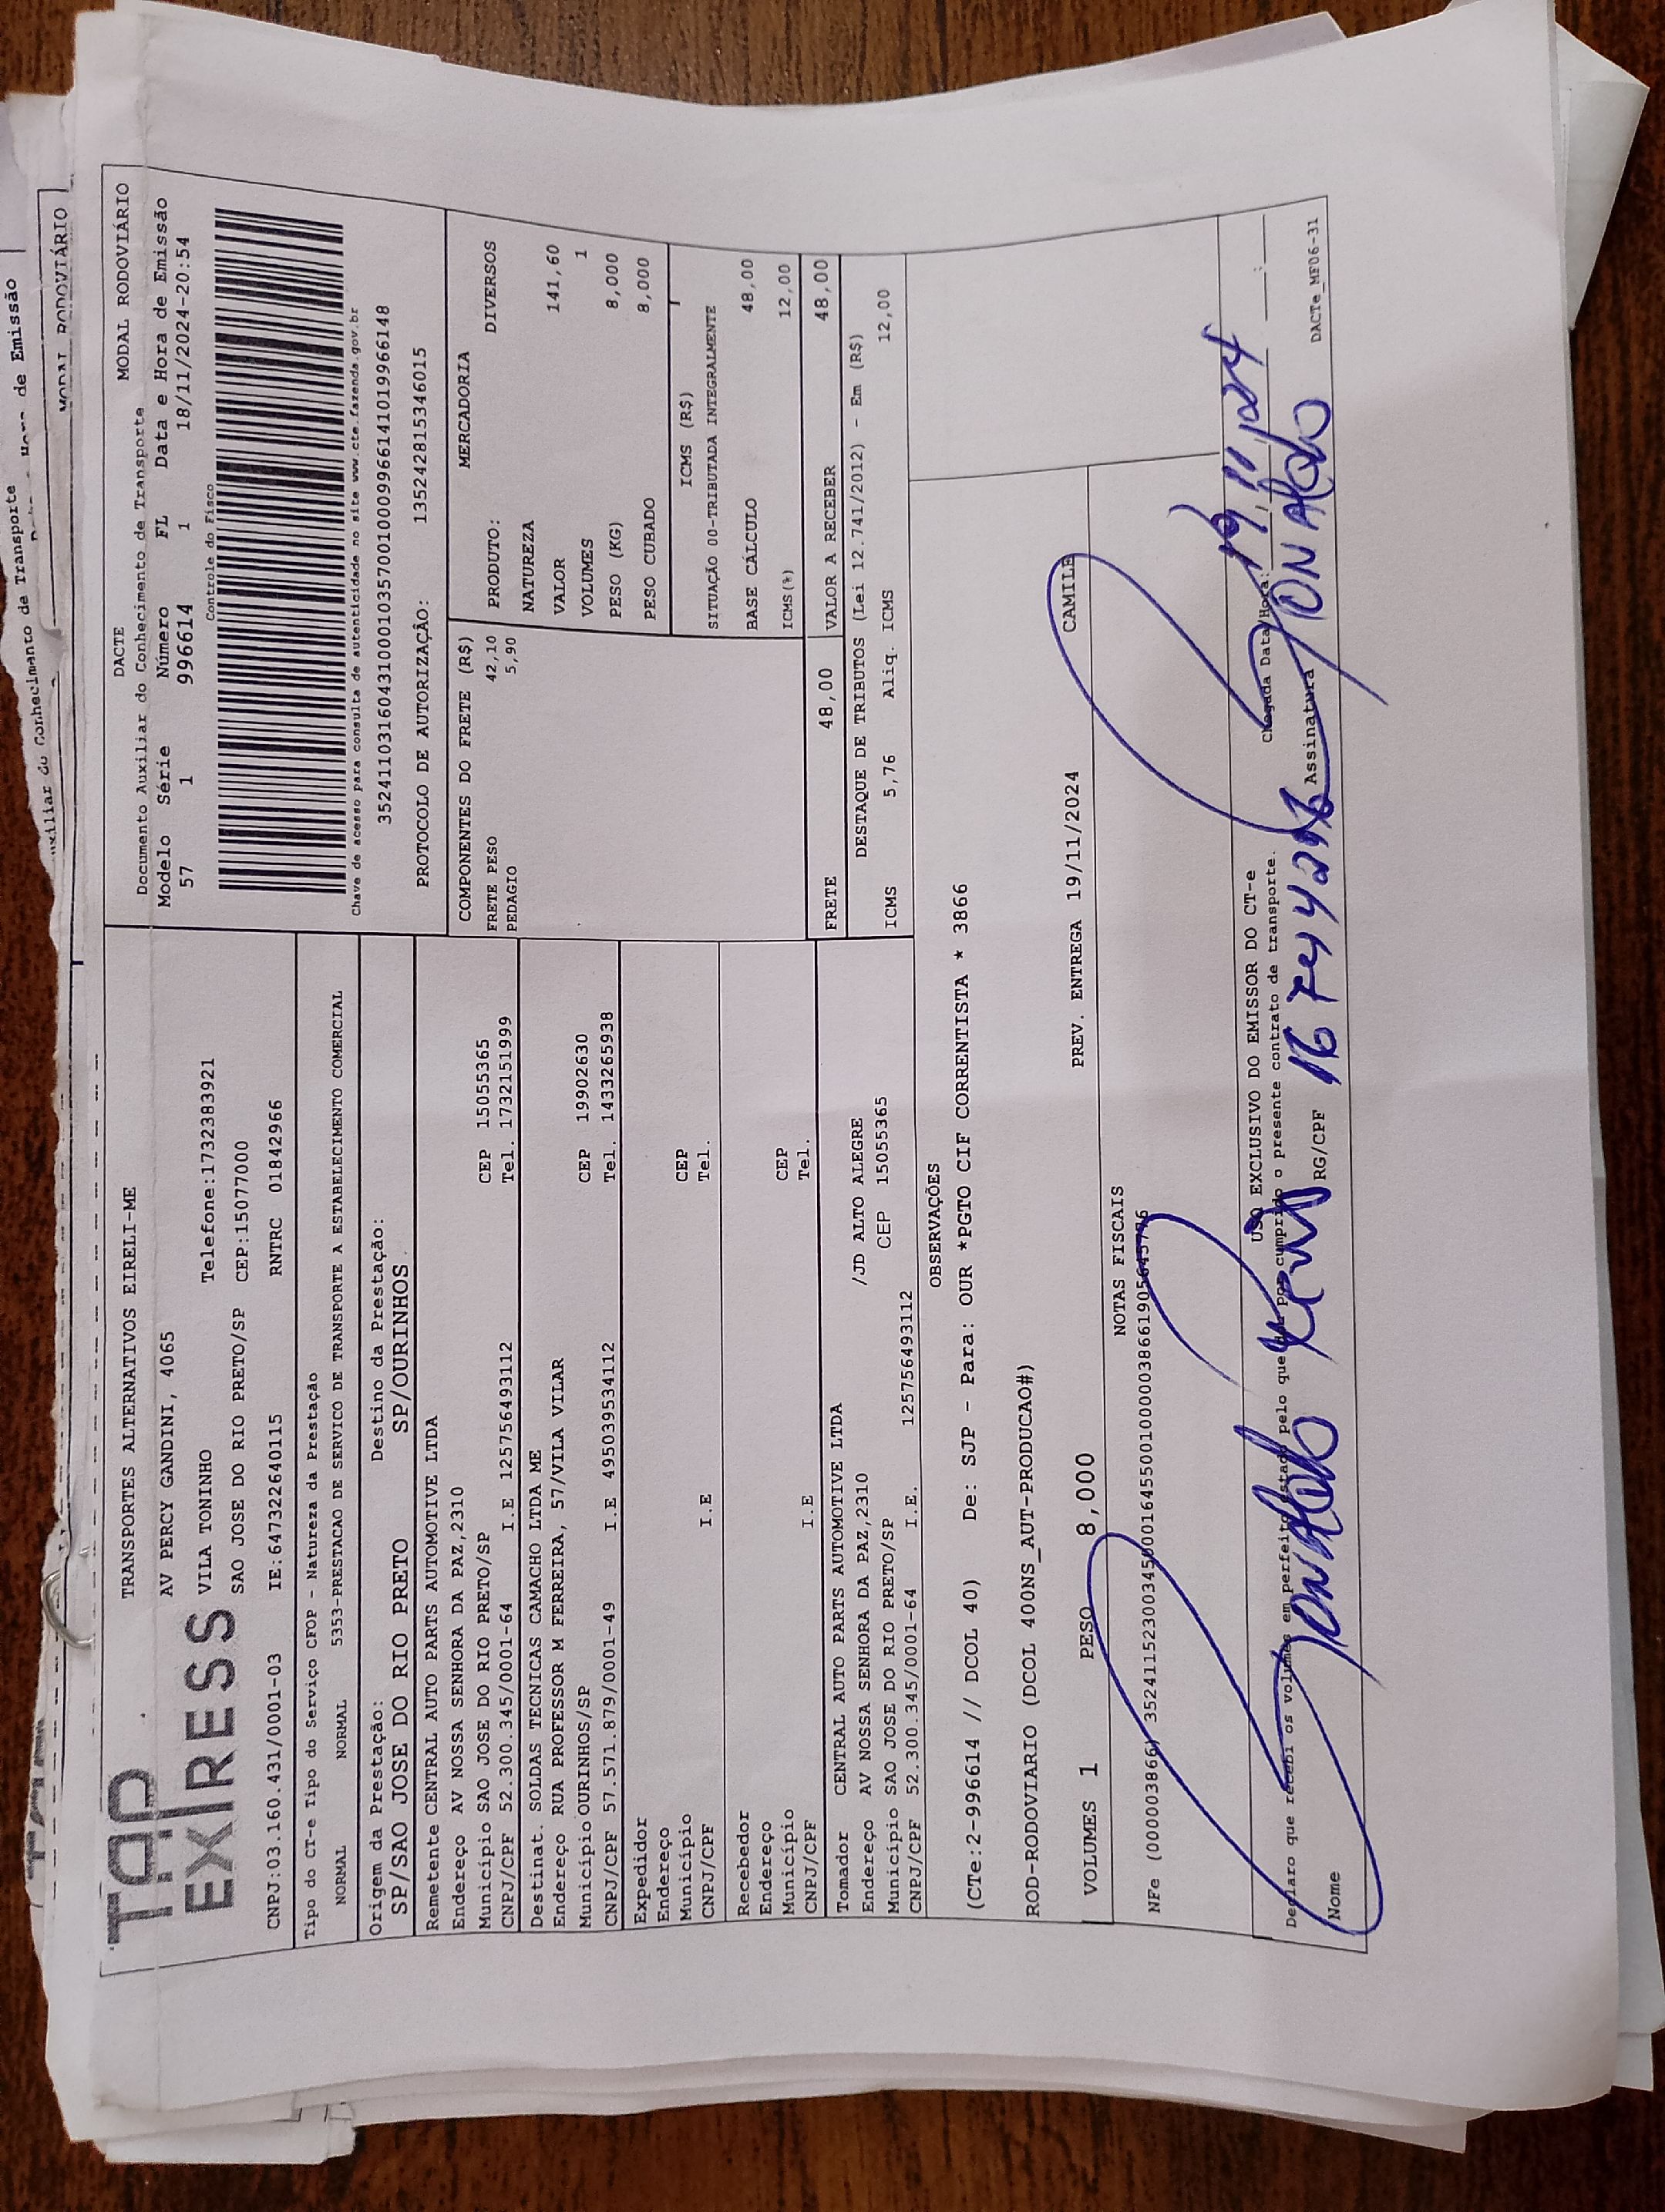 TAP
EX/RESS
TRANSPORTES ALTERNATIVOS EIRELI-ME
AV PERCY GANDINI, 4065
VILA TONINHO Telefone:1732383921
SAO JOSE DO RIO PRETO/SP CEP:15077000
CNPJ:03.160.431/0001-03 IE:647322640115 RNTRC 01842966
DACTE MODAL RODOVIÁRIO
Documento Auxiliar do Conhecimento de Transporte
Modelo Série Número FL Data e Hora de Emissão
57 1 996614 1 18/11/2024-20:54
Controle do Fisco
Chave de acesso para consulta de autenticidade no site www.cte.fazenda.gov.br
35241103160431000103570010009966141019966148
PROTOCOLO DE AUTORIZAÇÃO: 135242815346015
Tipo do CT-e Tipo do Serviço CFOP - Natureza da Prestação
NORMAL NORMAL 5353-PRESTACAO DE SERVICO DE TRANSPORTE A ESTABELECIMENTO COMERCIAL
Origem da Prestação: Destino da Prestação:
SP/SAO JOSE DO RIO PRETO SP/OURINHOS
Remetente CENTRAL AUTO PARTS AUTOMOTIVE LTDA
Endereço AV NOSSA SENHORA DA PAZ,2310
Município SAO JOSE DO RIO PRETO/SP CEP 15055365
CNPJ/CPF 52.300.345/0001-64 I.E 125756493112 Tel. 1732151999
Destinat. SOLDAS TECNICAS CAMACHO LTDA ME
Endereço RUA PROFESSOR M FERREIRA, 57/VILA VILAR
Município OURINHOS/SP CEP 19902630
CNPJ/CPF 57.571.879/0001-49 I.E 495039534112 Tel. 1433265938
Expedidor
Endereço
Município CEP
CNPJ/CPF I.E Tel.
Recebedor
Endereço
Município CEP
CNPJ/CPF I.E Tel.
Tomador CENTRAL AUTO PARTS AUTOMOTIVE LTDA
Endereço AV NOSSA SENHORA DA PAZ,2310 /JD ALTO ALEGRE
Município SAO JOSE DO RIO PRETO/SP CEP 15055365
CNPJ/CPF 52.300.345/0001-64 I.E. 125756493112
COMPONENTES DO FRETE (R$)
FRETE PESO 42,10
PEDAGIO 5,90
MERCADORIA
PRODUTO: DIVERSOS
NATUREZA
VALOR 141,60
VOLUMES 1
PESO (KG) 8,000
PESO CUBADO 8,000
ICMS (R$)
SITUAÇÃO 00-TRIBUTADA INTEGRALMENTE
BASE CÁLCULO 48,00
ICMS(%) 12,00
FRETE 48,00 VALOR A RECEBER 48,00
DESTAQUE DE TRIBUTOS (Lei 12.741/2012) - Em (R$)
ICMS 5,76 Aliq. ICMS 12,00
OBSERVAÇÕES
(CTe:2-996614 // DCOL 40) De: SJP - Para: OUR *PGTO CIF CORRENTISTA * 3866
ROD-RODOVIARIO (DCOL 400NS_AUT-PRODUCAO#)
VOLUMES 1 PESO 8,000 PREV. ENTREGA 19/11/2024 CAMILE
NOTAS FISCAIS
USO EXCLUSIVO DO EMISSOR DO CT-e
Declaro que recebi os volumes em perfeito estado pelo que dou por cumprido o presente contrato de transporte.
Chegada Data/Hora: 19/11/2024
Nome RG/CPF Assinatura
DACTe_MF06-31